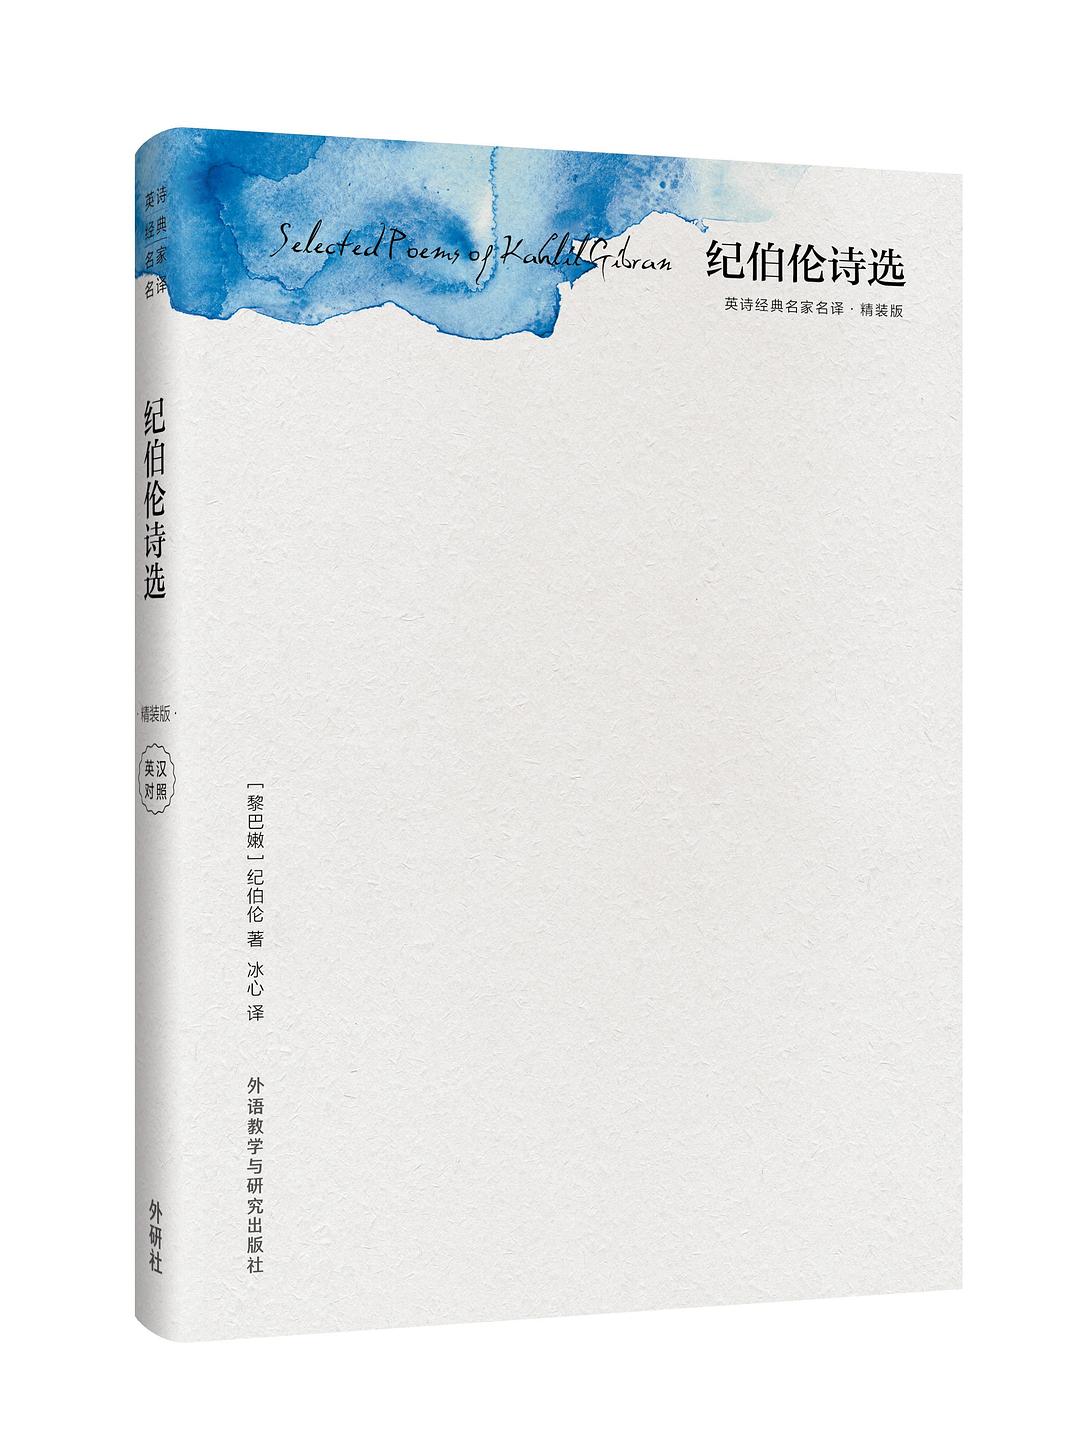 Selected Poems of Kahlil Gibran
纪伯伦诗选
英诗经典名家名译·精装版
[黎巴嫩]纪伯伦 著 冰心 译
外语教学与研究出版社
英诗
经典
名家
名译
纪伯伦诗选
·精装版·
英汉
对照
外研社